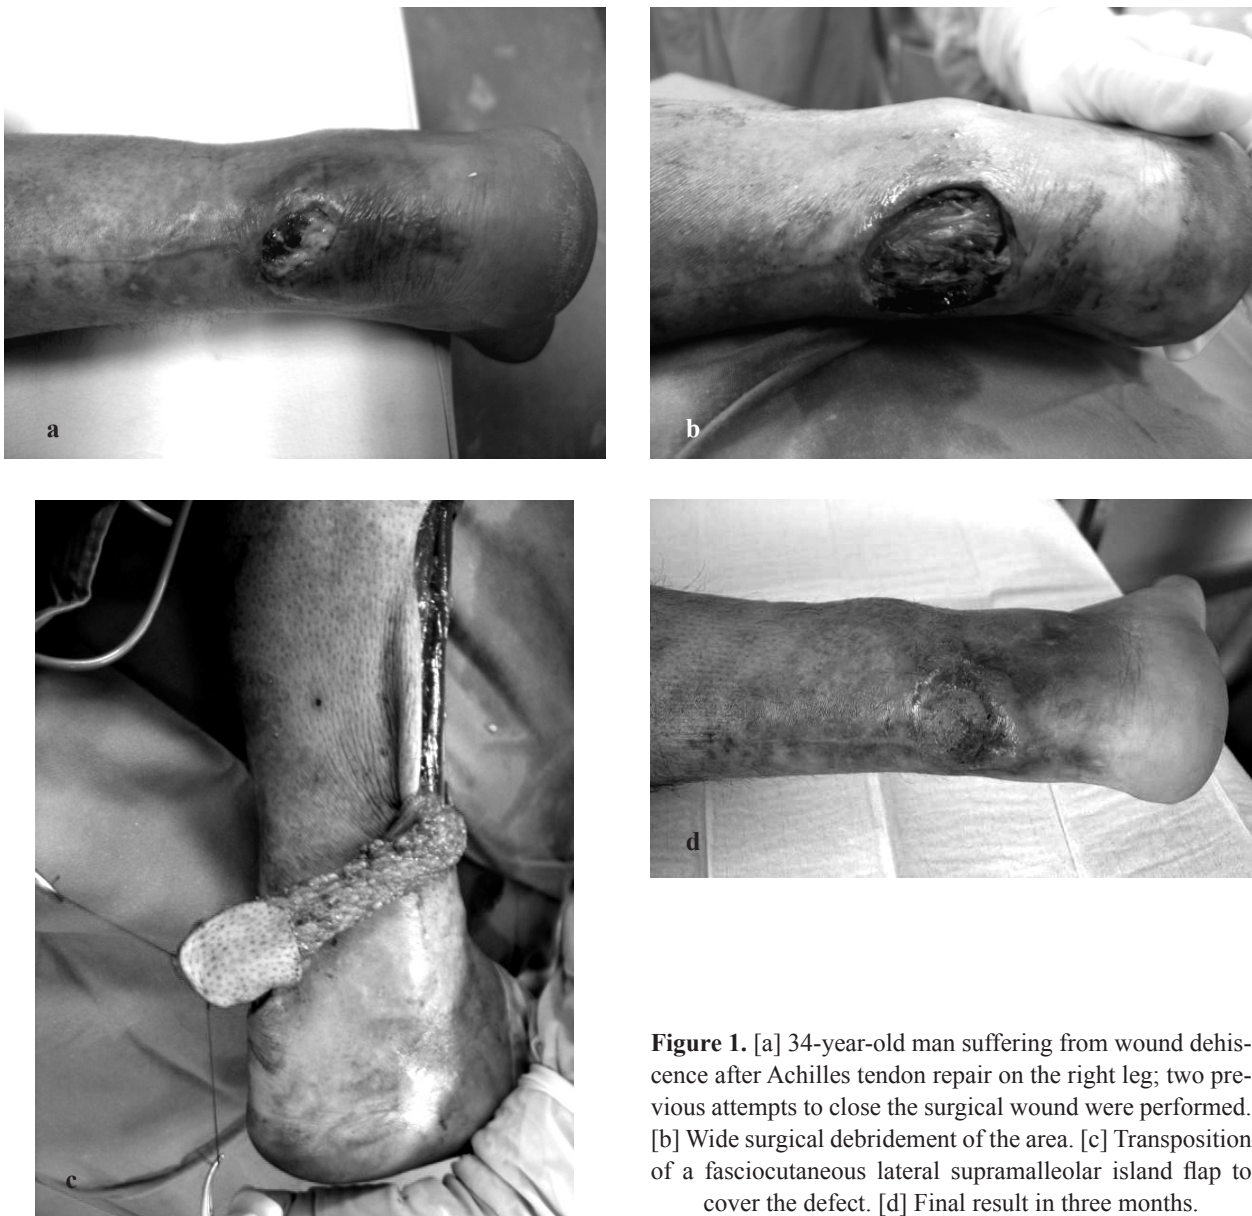 a
b
c
d
Figure 1. [a] 34-year-old man suffering from wound dehis-
cence after Achilles tendon repair on the right leg; two pre-
vious attempts to close the surgical wound were performed.
[b] Wide surgical debridement of the area. [c] Transposition
of a fasciocutaneous lateral supramalleolar island flap to
cover the defect. [d] Final result in three months.